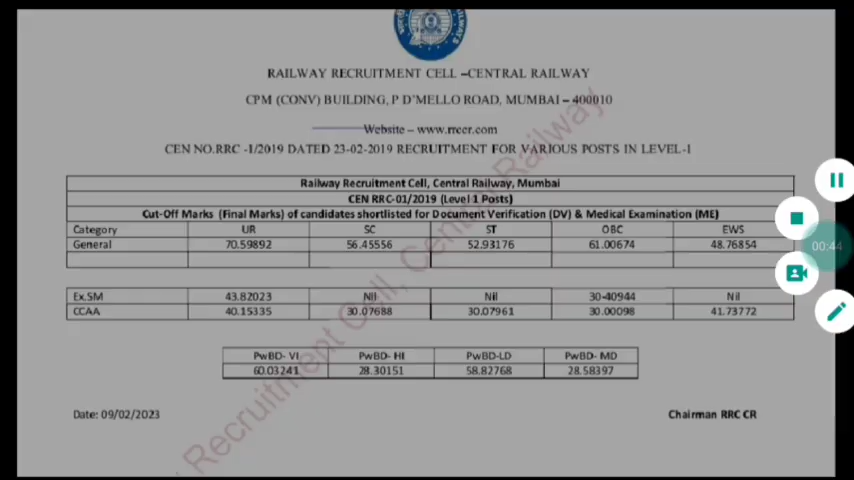 RAILWAY RECRUITMENT CELL –CENTRAL RAILWAY
CPM (CONV) BUILDING, P D'MELLO ROAD, MUMBAI – 400010
Website – www.rrccr.com
CEN NO.RRC -1/2019 DATED 23-02-2019 RECRUITMENT FOR VARIOUS POSTS IN LEVEL-1
Railway Recruitment Cell, Central Railway, Mumbai
CEN RRC-01/2019 (Level 1 Posts)
Cut-Off Marks (Final Marks) of candidates shortlisted for Document Verification (DV) & Medical Examination (ME)
Category UR SC ST OBC EWS
General 70.59892 56.45556 52.93176 61.00674 48.76854
Ex.SM 43.82023 Nil Nil 30-40944 Nil
CCAA 40.15335 30.07688 30.07961 30.00098 41.73772
PwBD- VI PwBD- HI PwBD-LD PwBD- MD
60.03241 28.30151 58.82768 28.58397
Date: 09/02/2023 Chairman RRC CR
Recruitment Cell, Central Railway
00:44